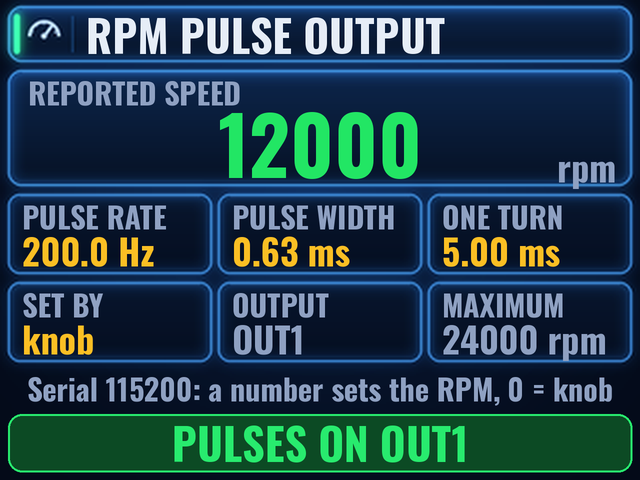 RPM PULSE OUTPUT
REPORTED SPEED
12000
rpm
PULSE RATE
200.0 Hz
PULSE WIDTH
0.63 ms
ONE TURN
5.00 ms
SET BY
knob
OUTPUT
OUT1
MAXIMUM
24000 rpm
Serial 115200: a number sets the RPM, 0 = knob
PULSES ON OUT1